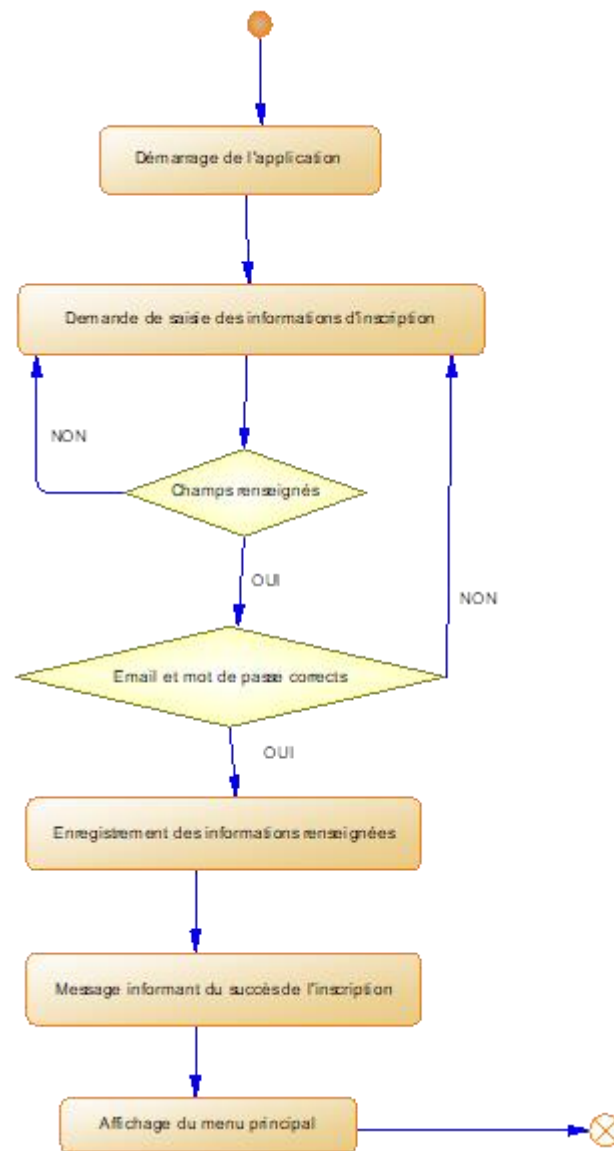 Démarrage de l'application
Demande de saisie des informations d'inscription
NON
Champs renseignés
OUI
NON
Email et mot de passe corrects
OUI
Enregistrement des informations renseignées
Message informant du succès de l'inscription
Affichage du menu principal